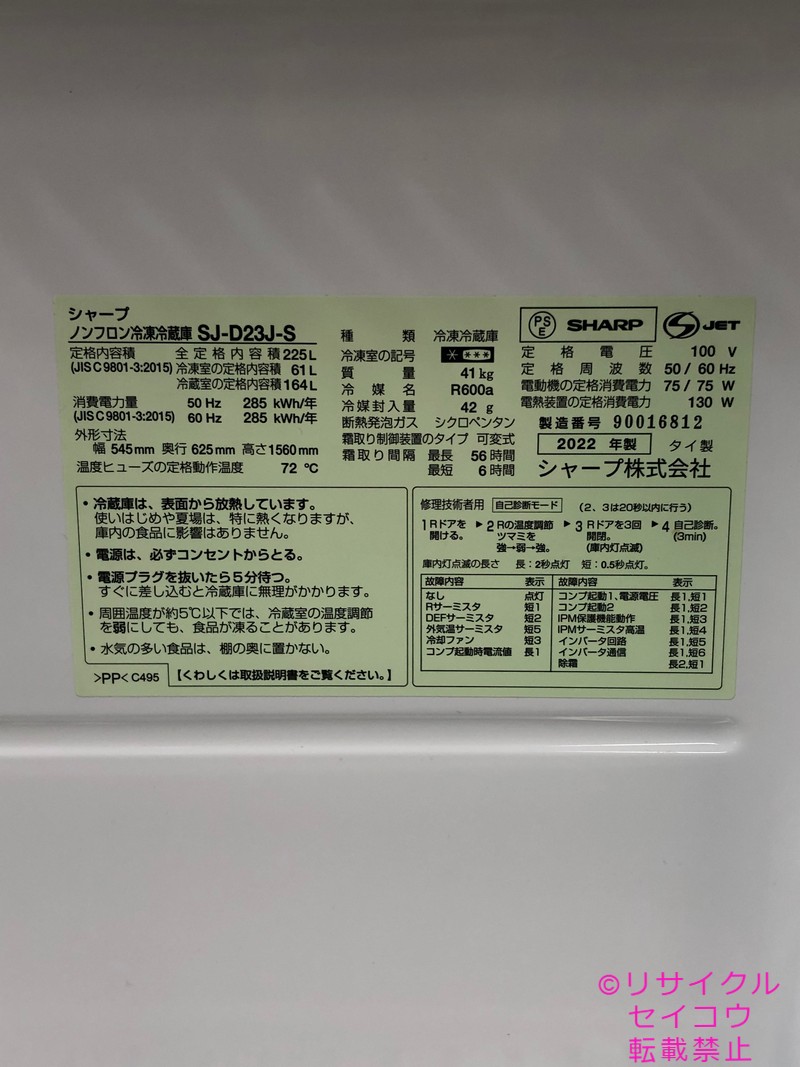 シャープ
ノンフロン冷凍冷蔵庫 SJ-D23J-S
定格内容積 全定格内容積 225L
(JIS C 9801-3:2015) 冷凍室の定格内容積 61L
冷蔵室の定格内容積 164L
消費電力量 50 Hz 285 kWh/年
(JIS C 9801-3:2015) 60 Hz 285 kWh/年
外形寸法
幅 545mm 奥行 625mm 高さ1560mm
温度ヒューズの定格動作温度 72 ℃
種類 冷凍冷蔵庫
冷凍室の記号 * ***
質量 41 kg
冷媒名 R600a
冷媒封入量 42 g
断熱発泡ガス シクロペンタン
霜取り制御装置のタイプ 可変式
霜取り間隔 最長 56時間
最短 6時間
PSE SHARP S JET
定格電圧 100 V
定格周波数 50/60 Hz
電動機の定格消費電力 75/75 W
電熱装置の定格消費電力 130 W
製造番号 90016812
2022 年製 タイ製
シャープ株式会社
・冷蔵庫は、表面から放熱しています。
使いはじめや夏場は、特に熱くなりますが、
庫内の食品に影響はありません。
・電源は、必ずコンセントからとる。
・電源プラグを抜いたら5分待つ。
すぐに差し込むと冷蔵庫に無理がかかります。
・周囲温度が約5℃以下では、冷蔵室の温度調節
を弱にしても、食品が凍ることがあります。
・水気の多い食品は、棚の奥に置かない。
>PP< C495 【くわしくは取扱説明書をご覧ください。】
修理技術者用 自己診断モード (2、3は20秒以内に行う)
1 Rドアを ▶ 2 Rの温度調節 ▶ 3 Rドアを3回 ▶ 4 自己診断。
開ける。 ツマミを 開閉。 (3min)
強→弱→強。 (庫内灯点滅)
庫内灯点滅の長さ 長：2秒点灯 短：0.5秒点灯。
故障内容 表示 故障内容 表示
なし 点灯 コンプ起動1、電源電圧 長1,短1
Rサーミスタ 短1 コンプ起動2 長1,短2
DEFサーミスタ 短2 IPM保護機能動作 長1,短3
外気温サーミスタ 短5 IPMサーミスタ高温 長1,短4
冷却ファン 短3 インバータ回路 長1,短5
コンプ起動時電流値 長1 インバータ通信 長1,短6
除霜 長2,短1
©リサイクル
セイコウ
転載禁止